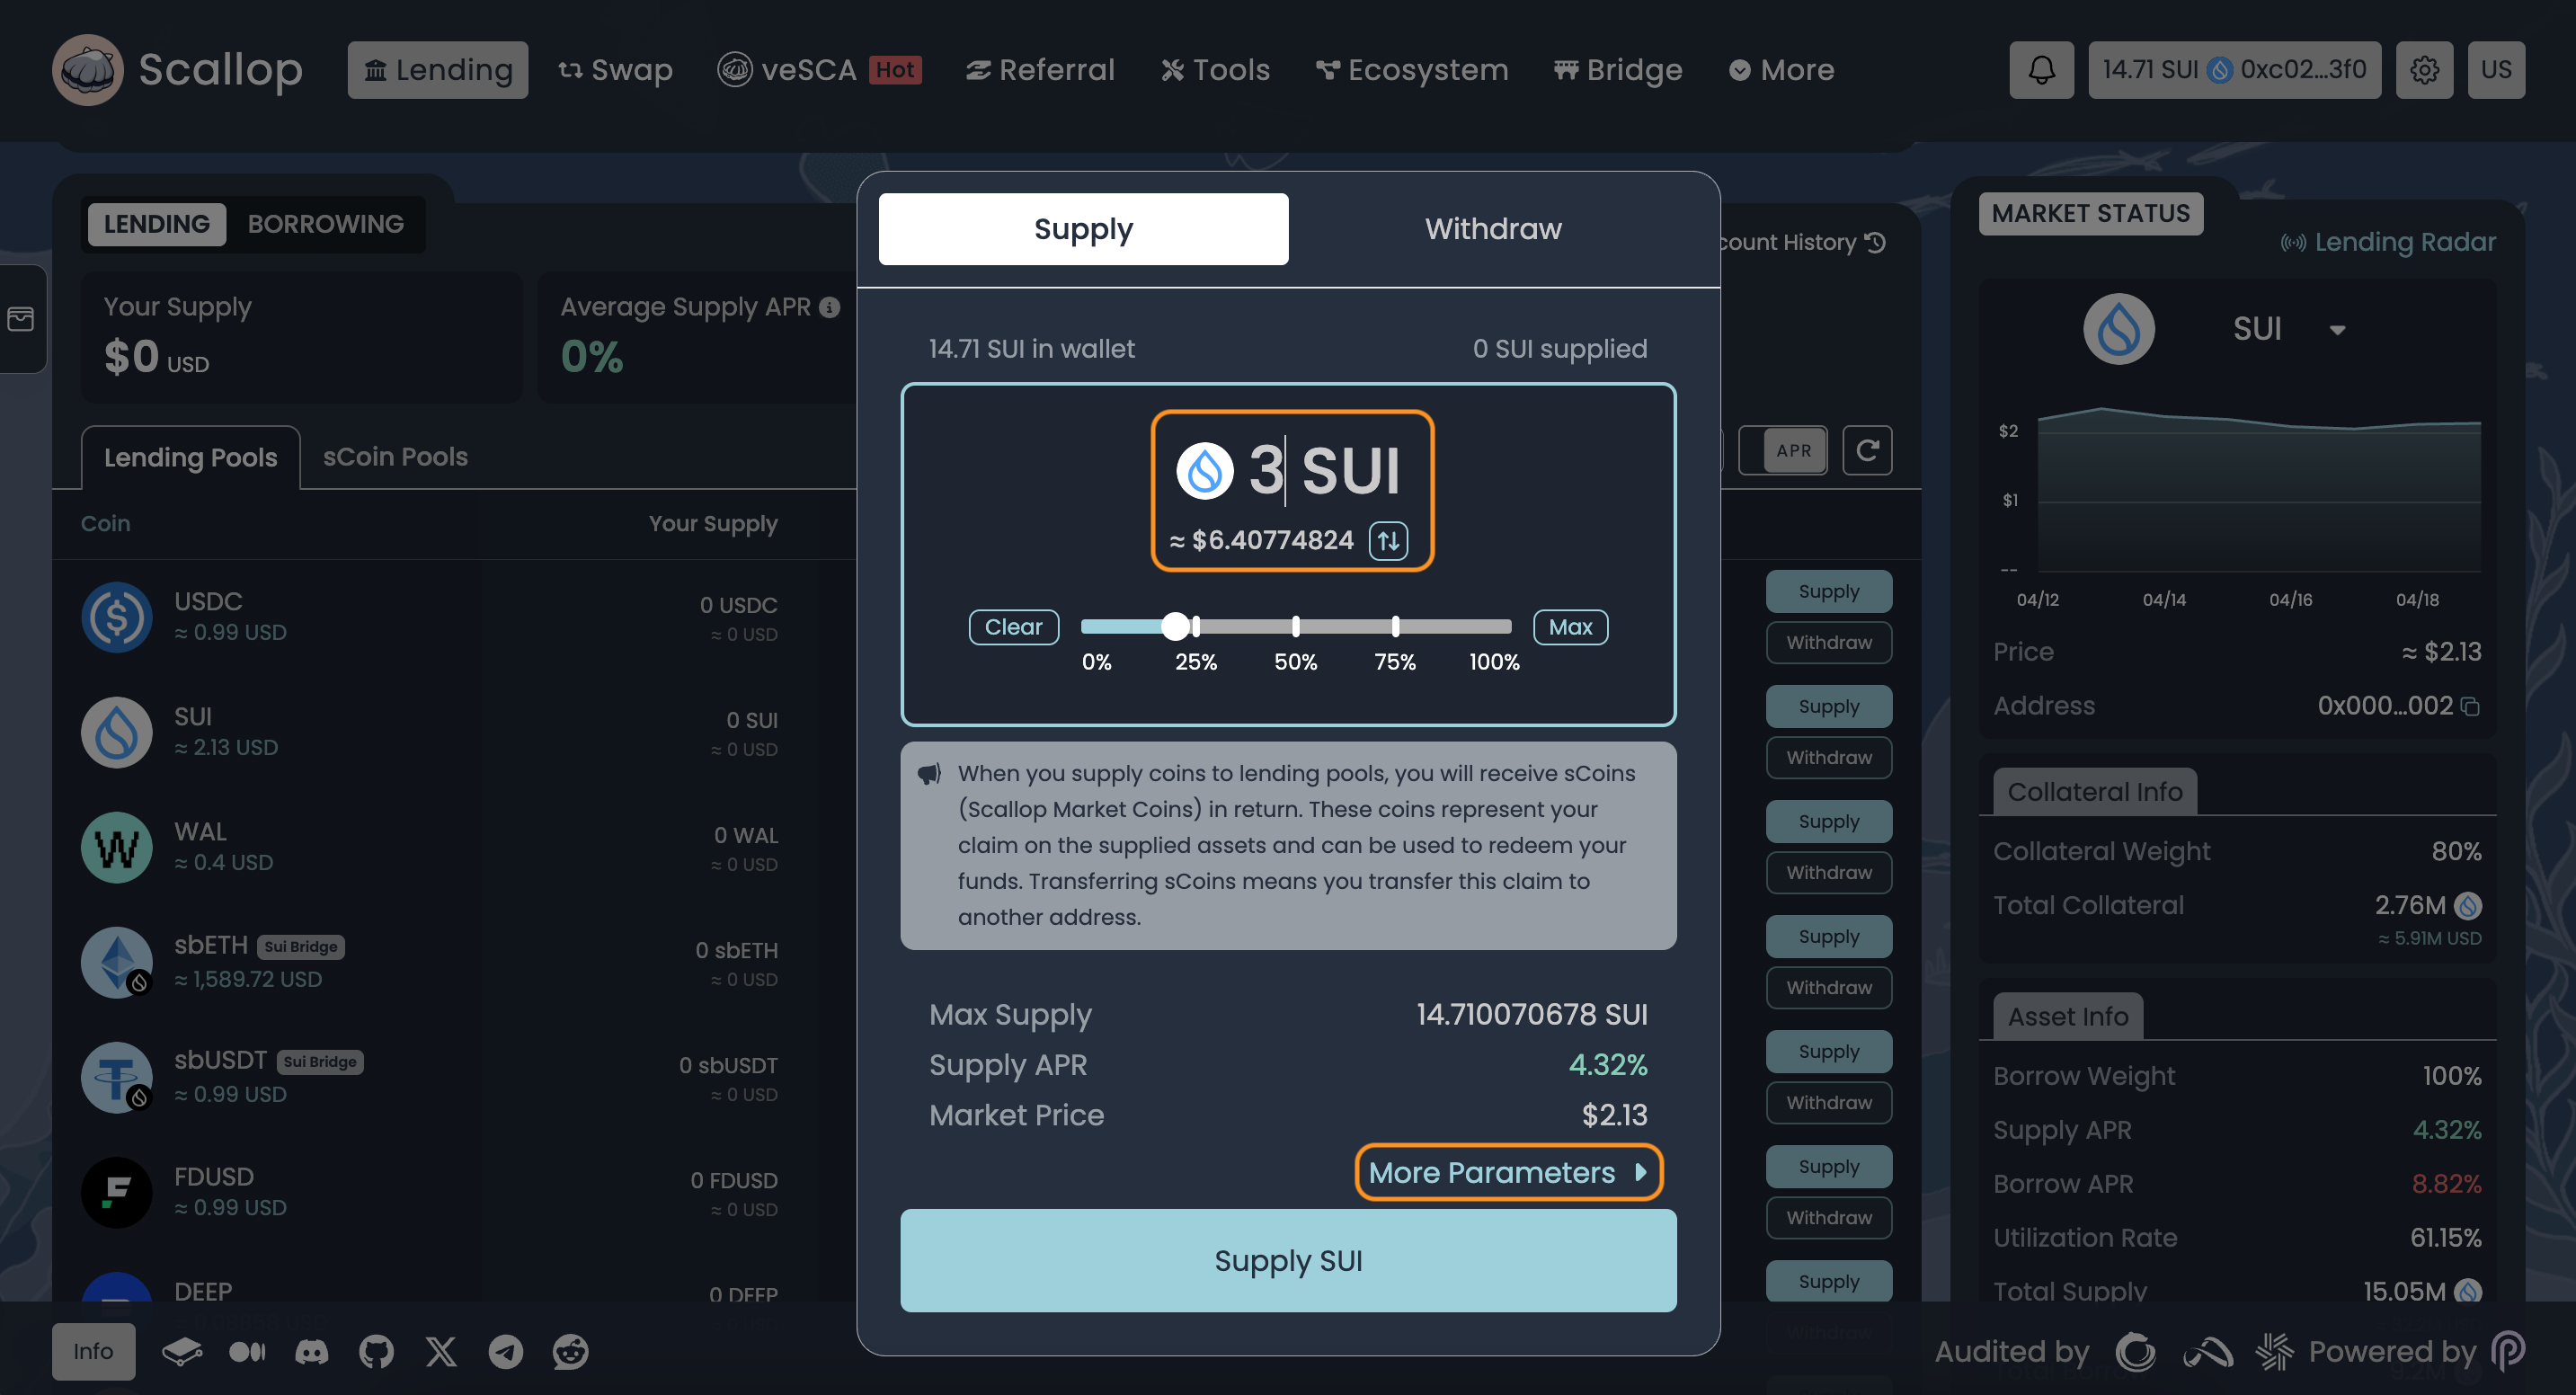 Scallop
Lending
Swap
veSCA Hot
Referral
Tools
Ecosystem
Bridge
More
14.71 SUI 0xc02...3f0
US
LENDING
BORROWING
Your Supply
$0 USD
Average Supply APR
0%
Lending Pools
sCoin Pools
Coin
Your Supply
USDC
≈ 0.99 USD
0 USDC
≈ 0 USD
SUI
≈ 2.13 USD
0 SUI
≈ 0 USD
WAL
≈ 0.4 USD
0 WAL
≈ 0 USD
sbETH Sui Bridge
≈ 1,589.72 USD
0 sbETH
≈ 0 USD
sbUSDT Sui Bridge
≈ 0.99 USD
0 sbUSDT
≈ 0 USD
FDUSD
≈ 0.99 USD
0 FDUSD
≈ 0 USD
DEEP
0 DEEP
Supply
Withdraw
14.71 SUI in wallet
0 SUI supplied
3 SUI
≈ $6.40774824
Clear
Max
0%
25%
50%
75%
100%
When you supply coins to lending pools, you will receive sCoins
(Scallop Market Coins) in return. These coins represent your
claim on the supplied assets and can be used to redeem your
funds. Transferring sCoins means you transfer this claim to
another address.
Max Supply
14.710070678 SUI
Supply APR
4.32%
Market Price
$2.13
More Parameters
Supply SUI
count History
APR
Supply
Withdraw
Supply
Withdraw
Supply
Withdraw
Supply
Withdraw
Supply
Withdraw
Supply
Withdraw
Supply
MARKET STATUS
Lending Radar
SUI
$2
$1
--
04/12
04/14
04/16
04/18
Price
≈ $2.13
Address
0x000...002
Collateral Info
Collateral Weight
80%
Total Collateral
2.76M
≈ 5.91M USD
Asset Info
Borrow Weight
100%
Supply APR
4.32%
Borrow APR
8.82%
Utilization Rate
61.15%
Total Supply
15.05M
Info
Audited by
Powered by